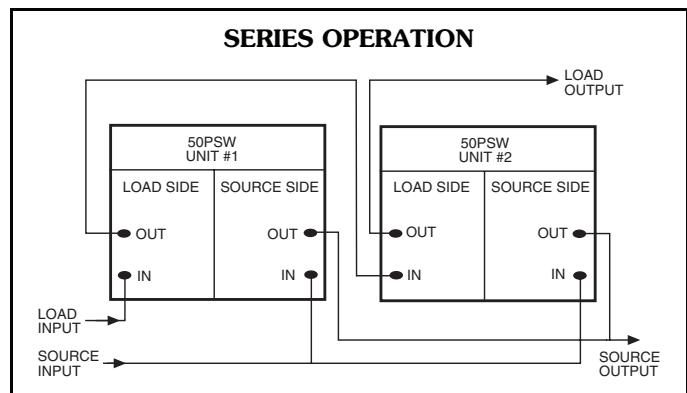 SERIES OPERATION
LOAD
OUTPUT
50PSW
UNIT #1
LOAD SIDE
SOURCE SIDE
OUT
OUT
IN
IN
50PSW
UNIT #2
LOAD SIDE
SOURCE SIDE
OUT
OUT
IN
IN
LOAD
INPUT
SOURCE
INPUT
SOURCE
OUTPUT